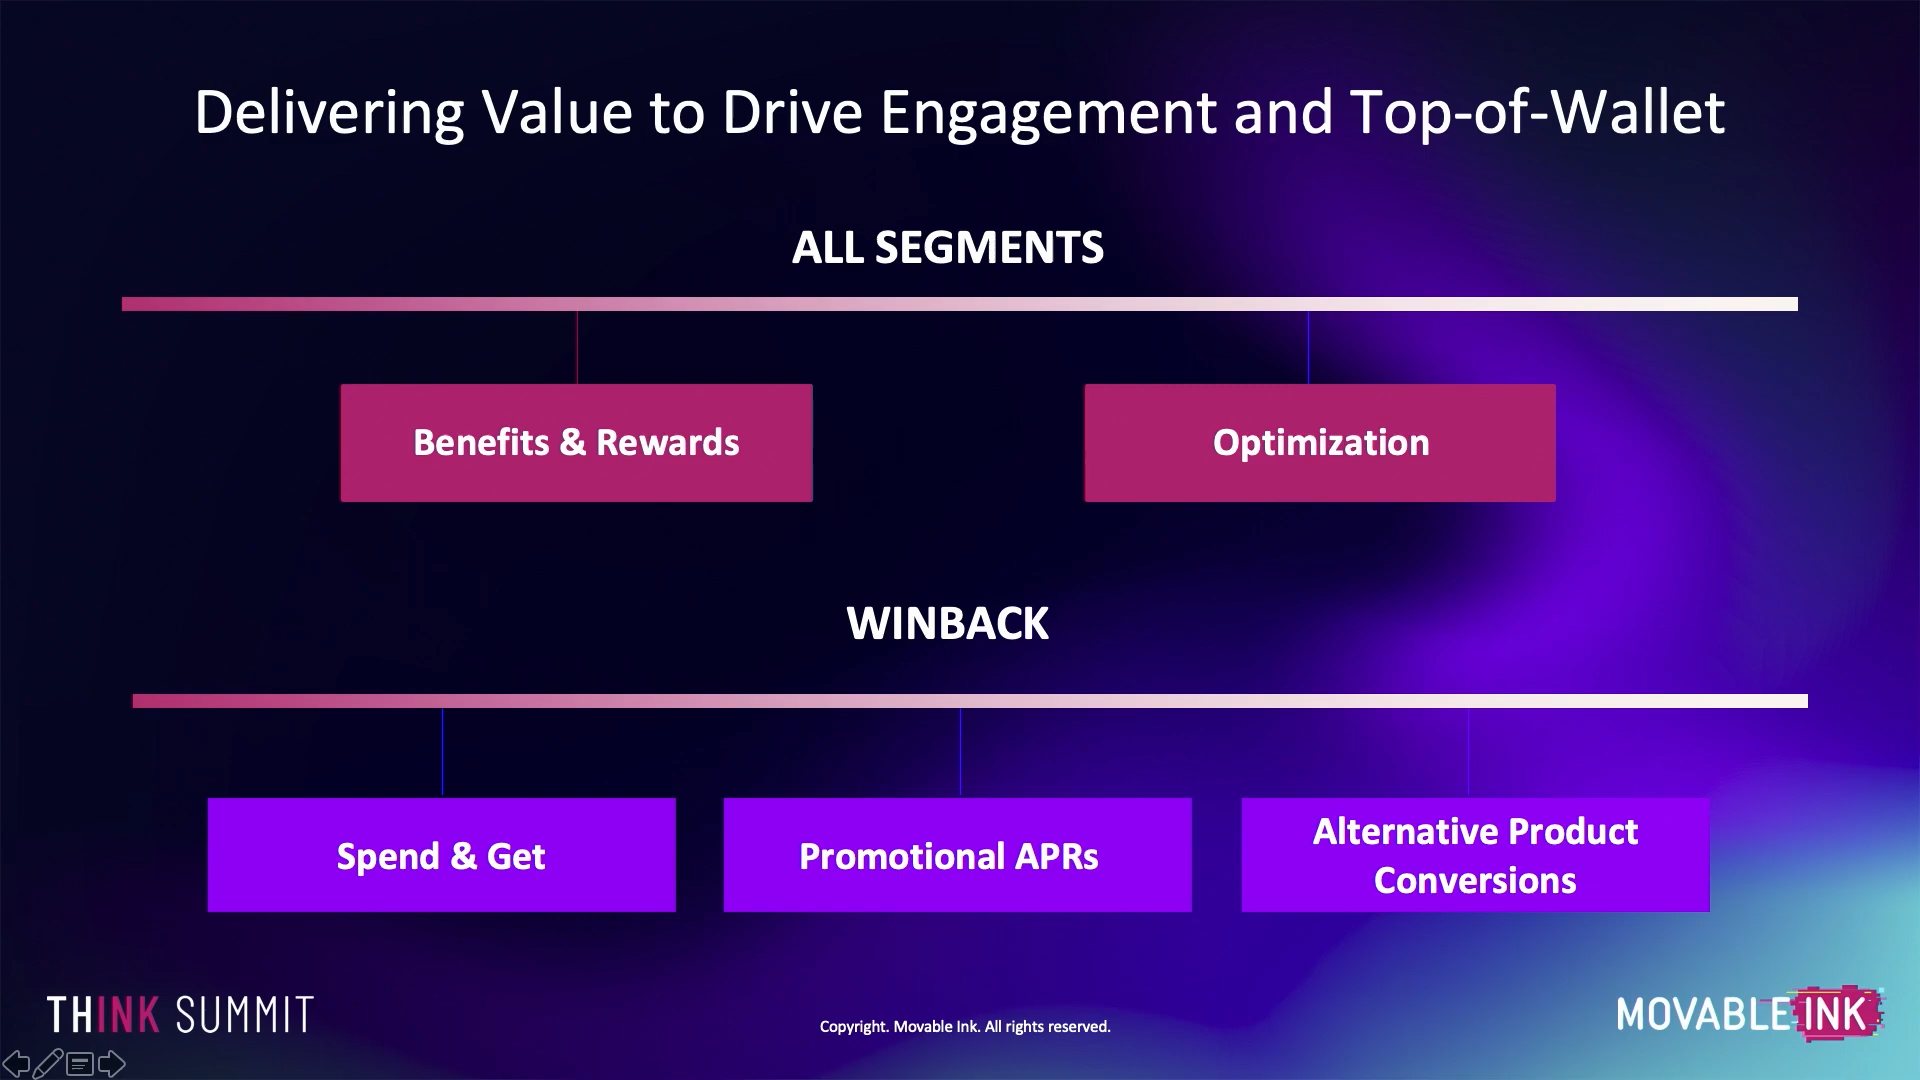 Delivering Value to Drive Engagement and Top-of-Wallet
ALL SEGMENTS
Benefits & Rewards
Optimization
WINBACK
Spend & Get
Promotional APRs
Alternative Product
Conversions
THINK SUMMIT
Copyright. Movable Ink. All rights reserved.
MOVABLE INK